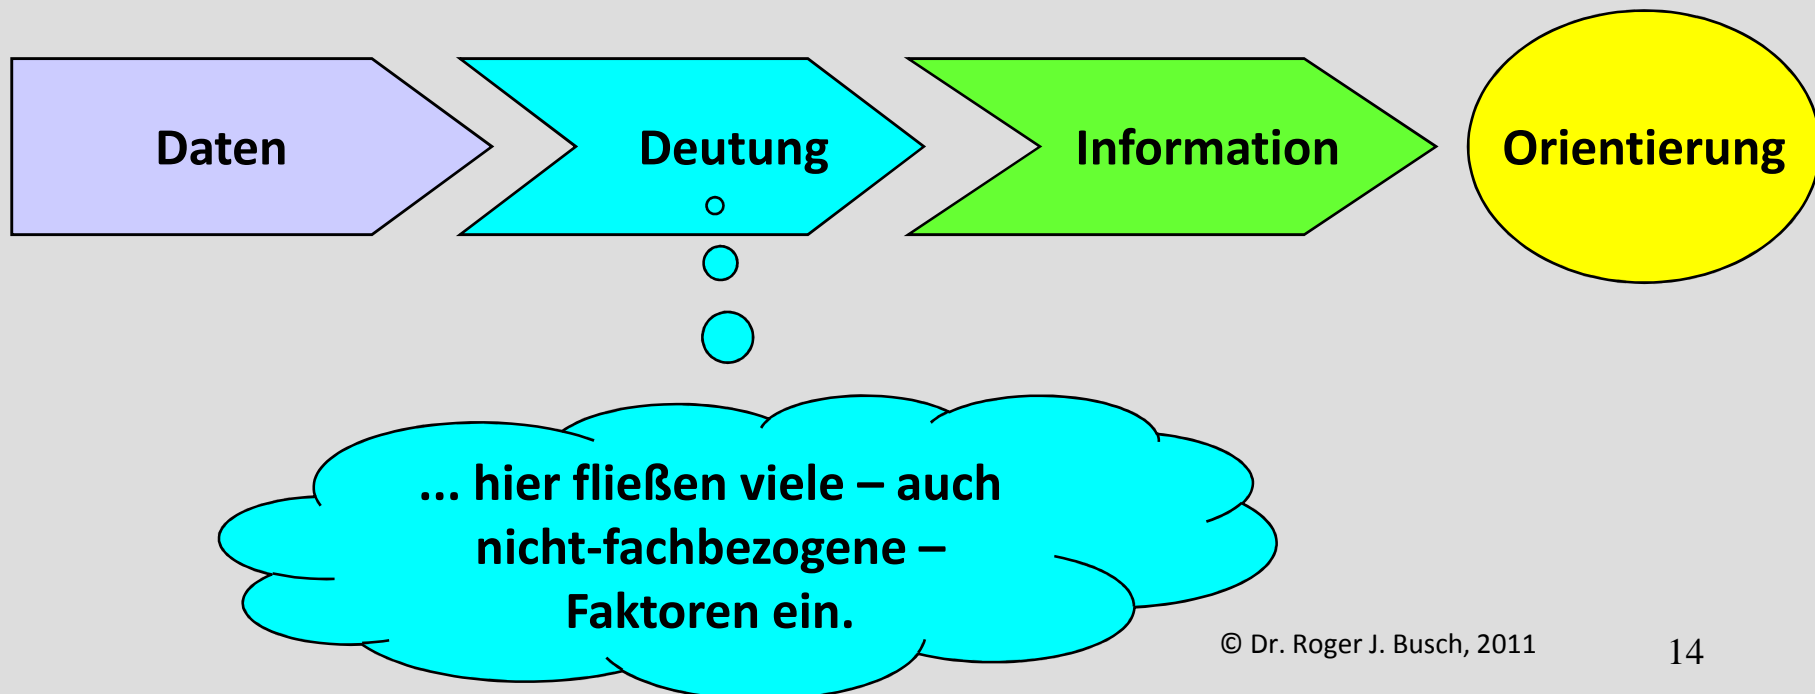 Daten
Deutung
Information
Orientierung
... hier fließen viele – auch
nicht-fachbezogene –
Faktoren ein.
© Dr. Roger J. Busch, 2011
14